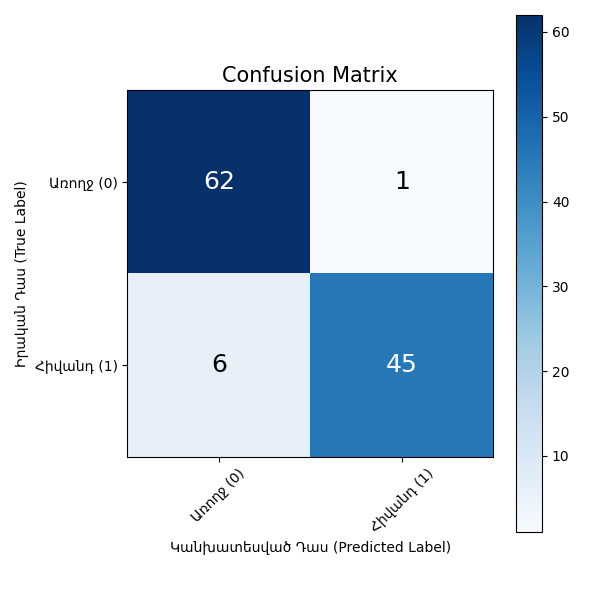 Confusion Matrix
Իրական Դաս (True Label)
Առողջ (0)
62
1
Հիվանդ (1)
6
45
Առողջ (0)
Հիվանդ (1)
Կանխատեսված Դաս (Predicted Label)
60
50
40
30
20
10